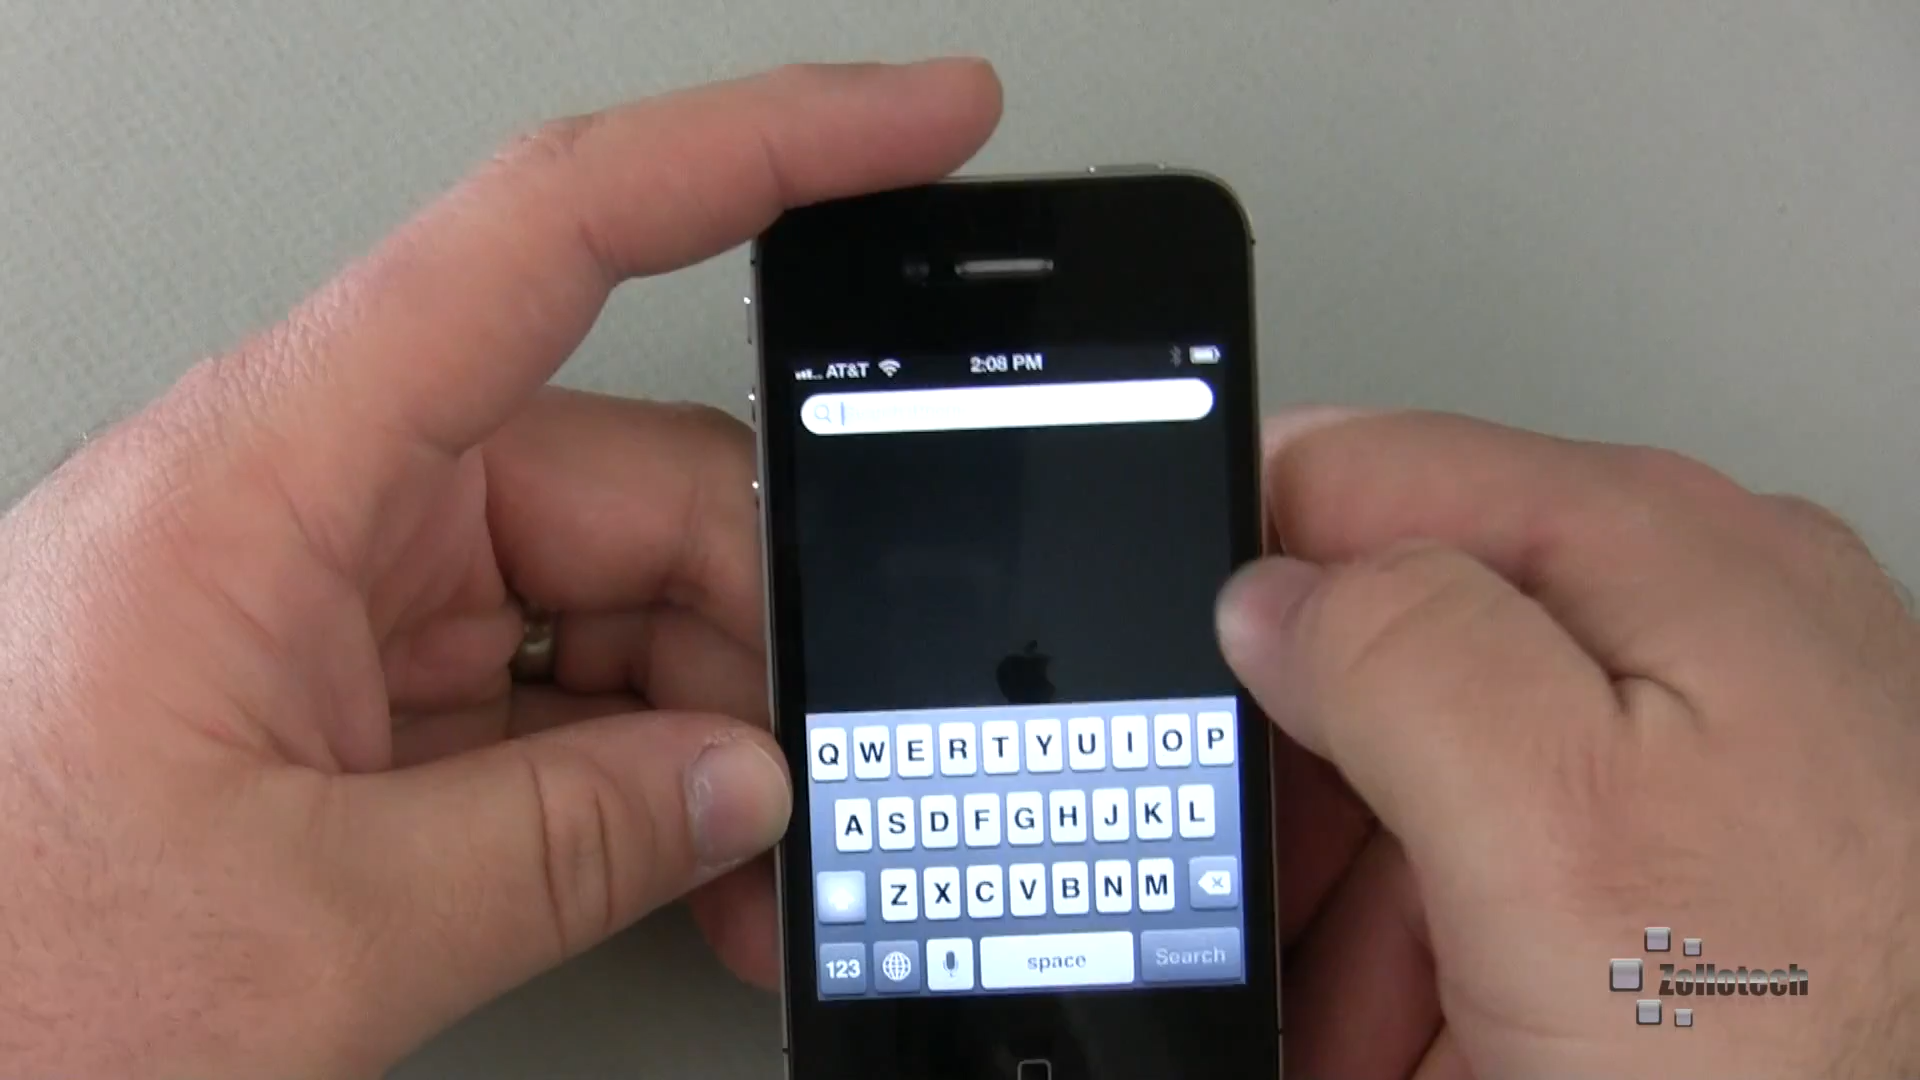 AT&T 2:08 PM
Q W E R T Y U I O P
A S D F G H J K L
Z X C V B N M
123 space Search
Zollotech